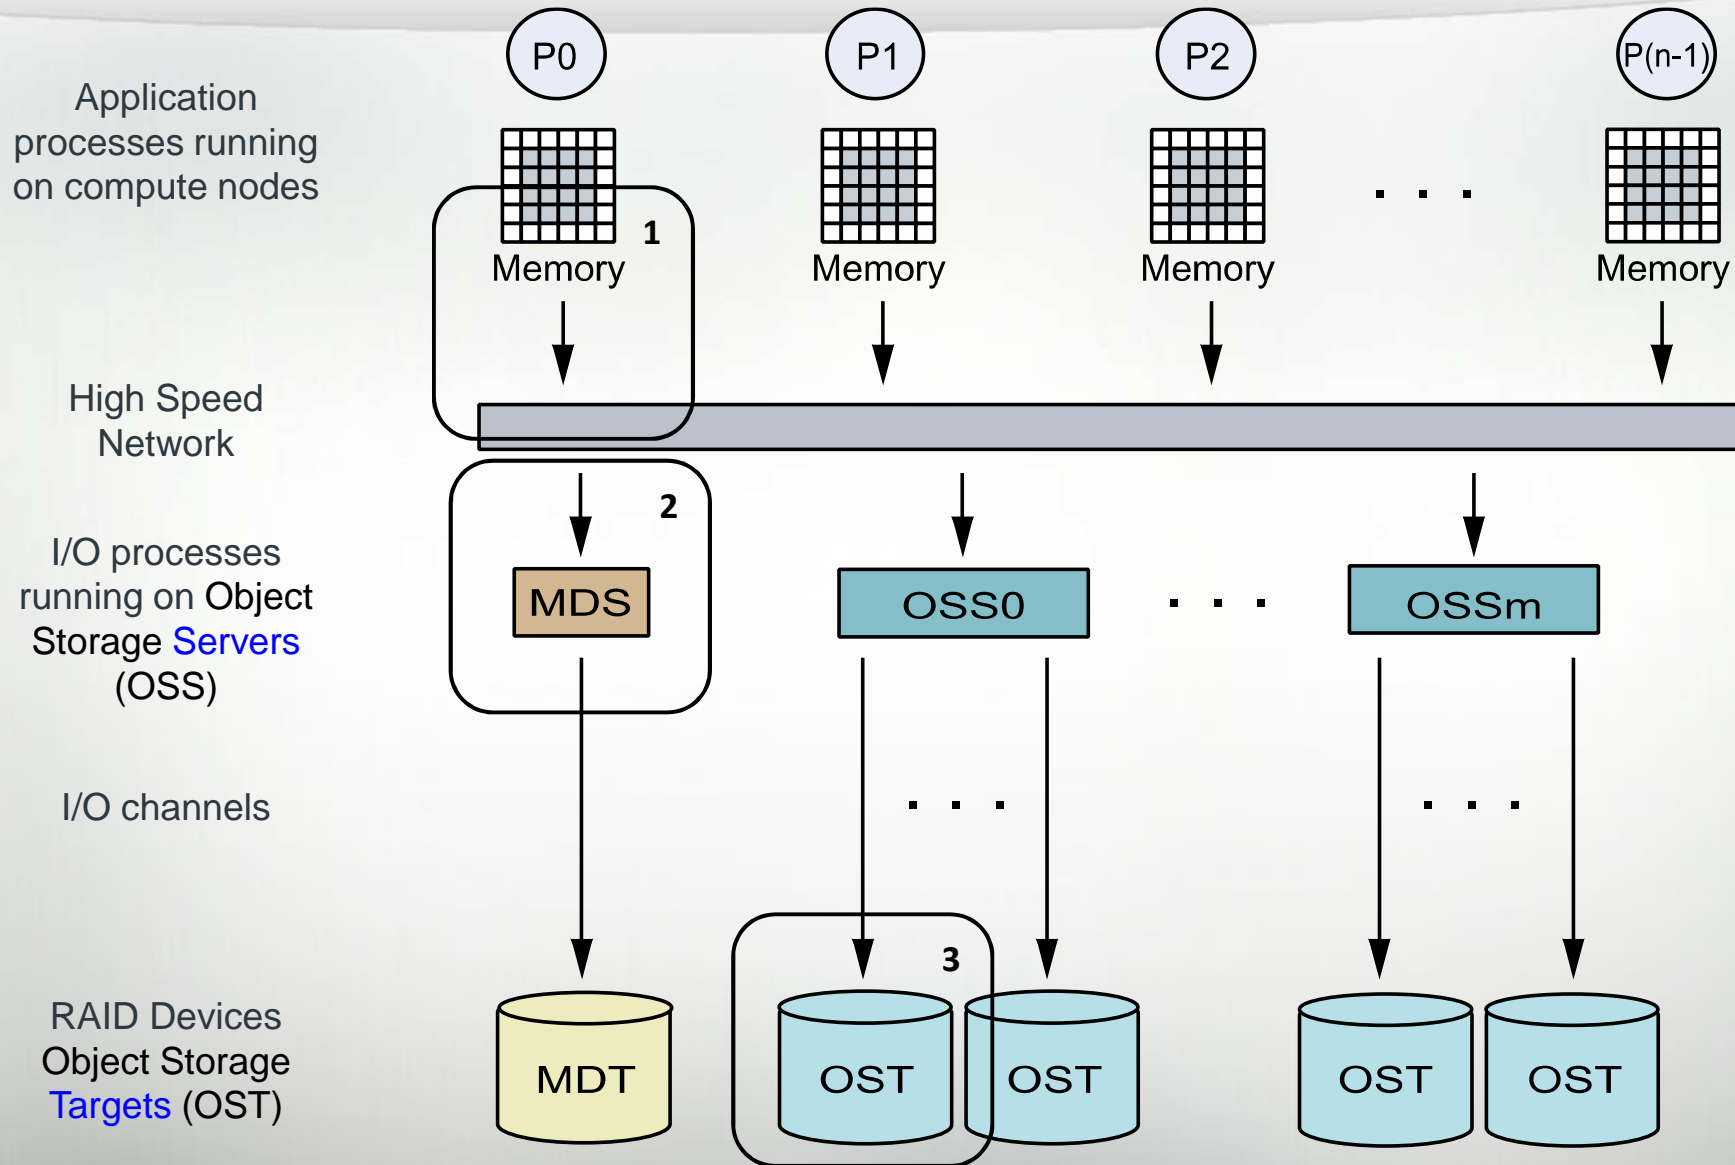 P0
P1
P2
P(n-1)
Application
processes running
on compute nodes
1
. . .
Memory
Memory
Memory
Memory
High Speed
Network
2
I/O processes
running on Object
Storage Servers
(OSS)
MDS
OSS0
. . .
OSSm
I/O channels
. . .
. . .
3
RAID Devices
Object Storage
Targets (OST)
MDT
OST
OST
OST
OST